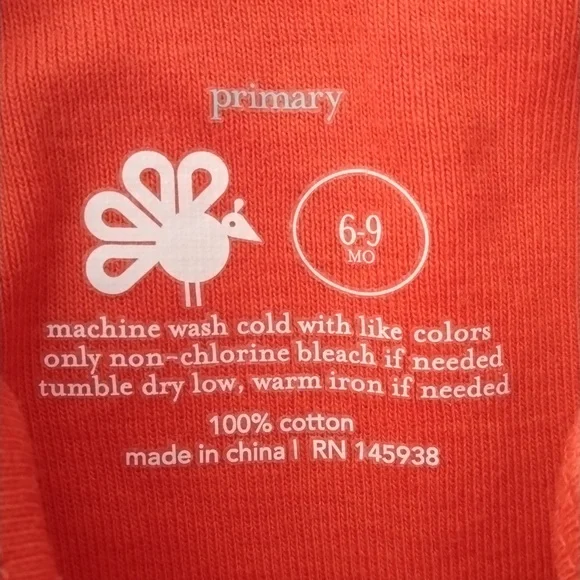 primary
6-9
MO
machine wash cold with like colors
only non-chlorine bleach if needed
tumble dry low, warm iron if needed
100% cotton
made in china | RN 145938